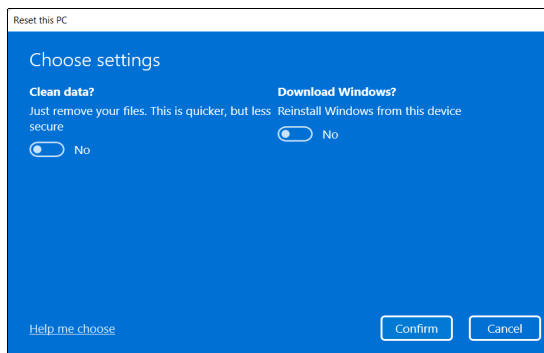 Reset this PC
Choose settings
Clean data?
Just remove your files. This is quicker, but less
secure
No
Download Windows?
Reinstall Windows from this device
No
Help me choose
Confirm
Cancel